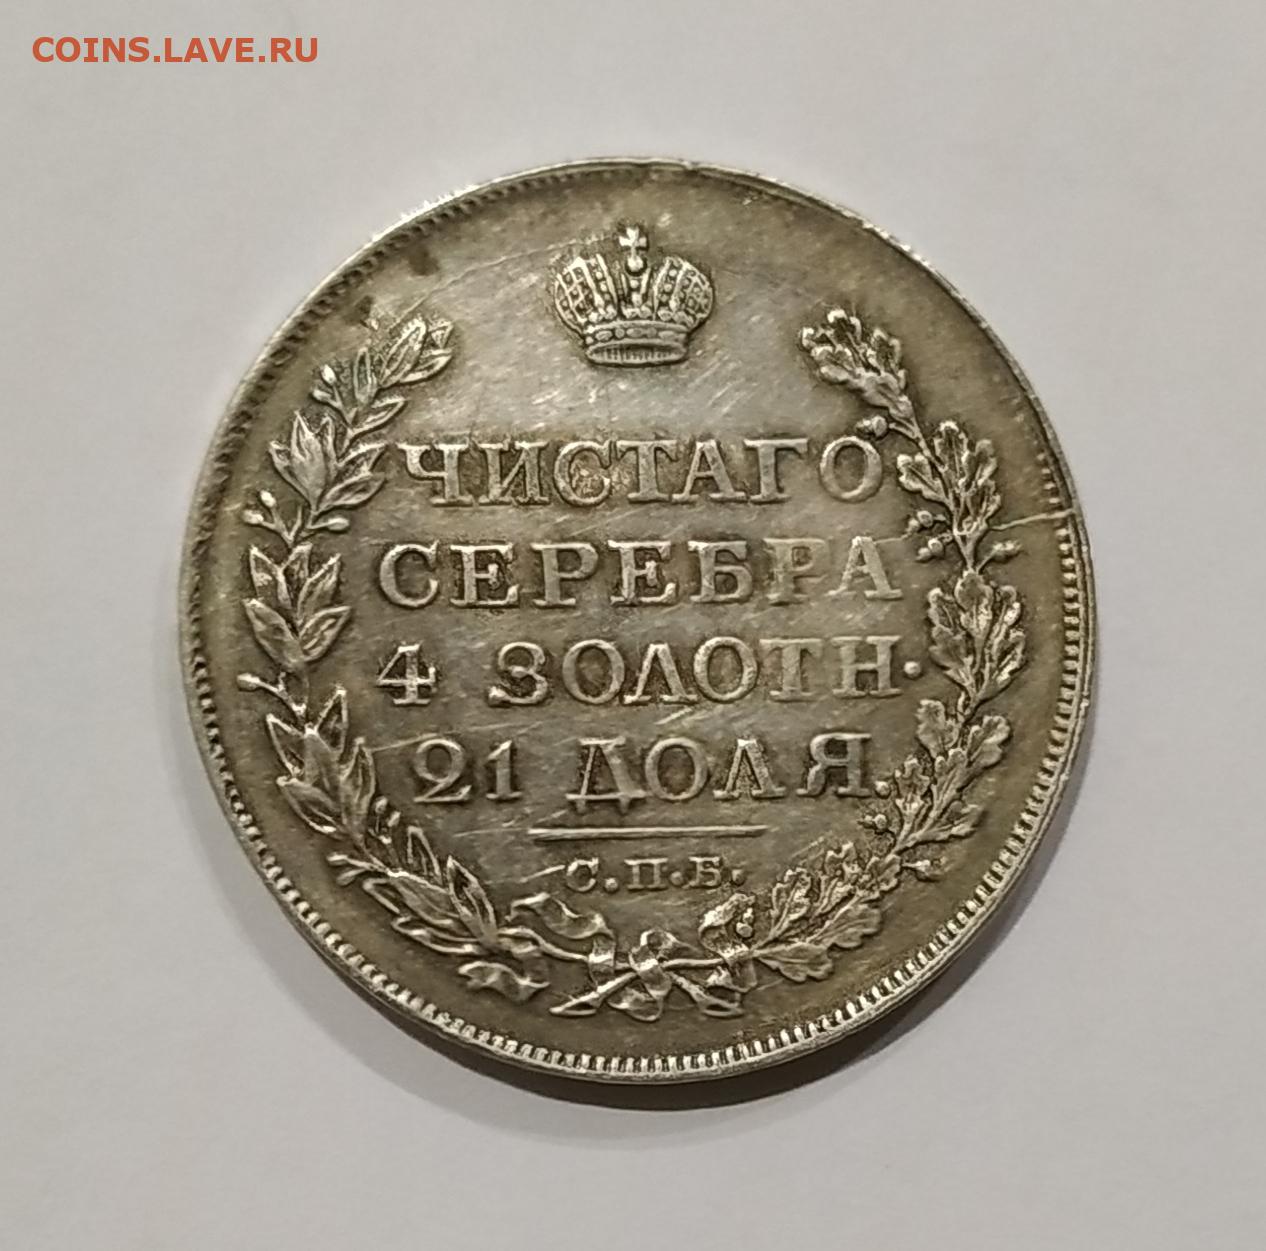 COINS.LAVE.RU
ЧИСТАГО
СЕРЕБРА
4 ЗОЛОТН.
21 ДОЛЯ.
С.П.Б.